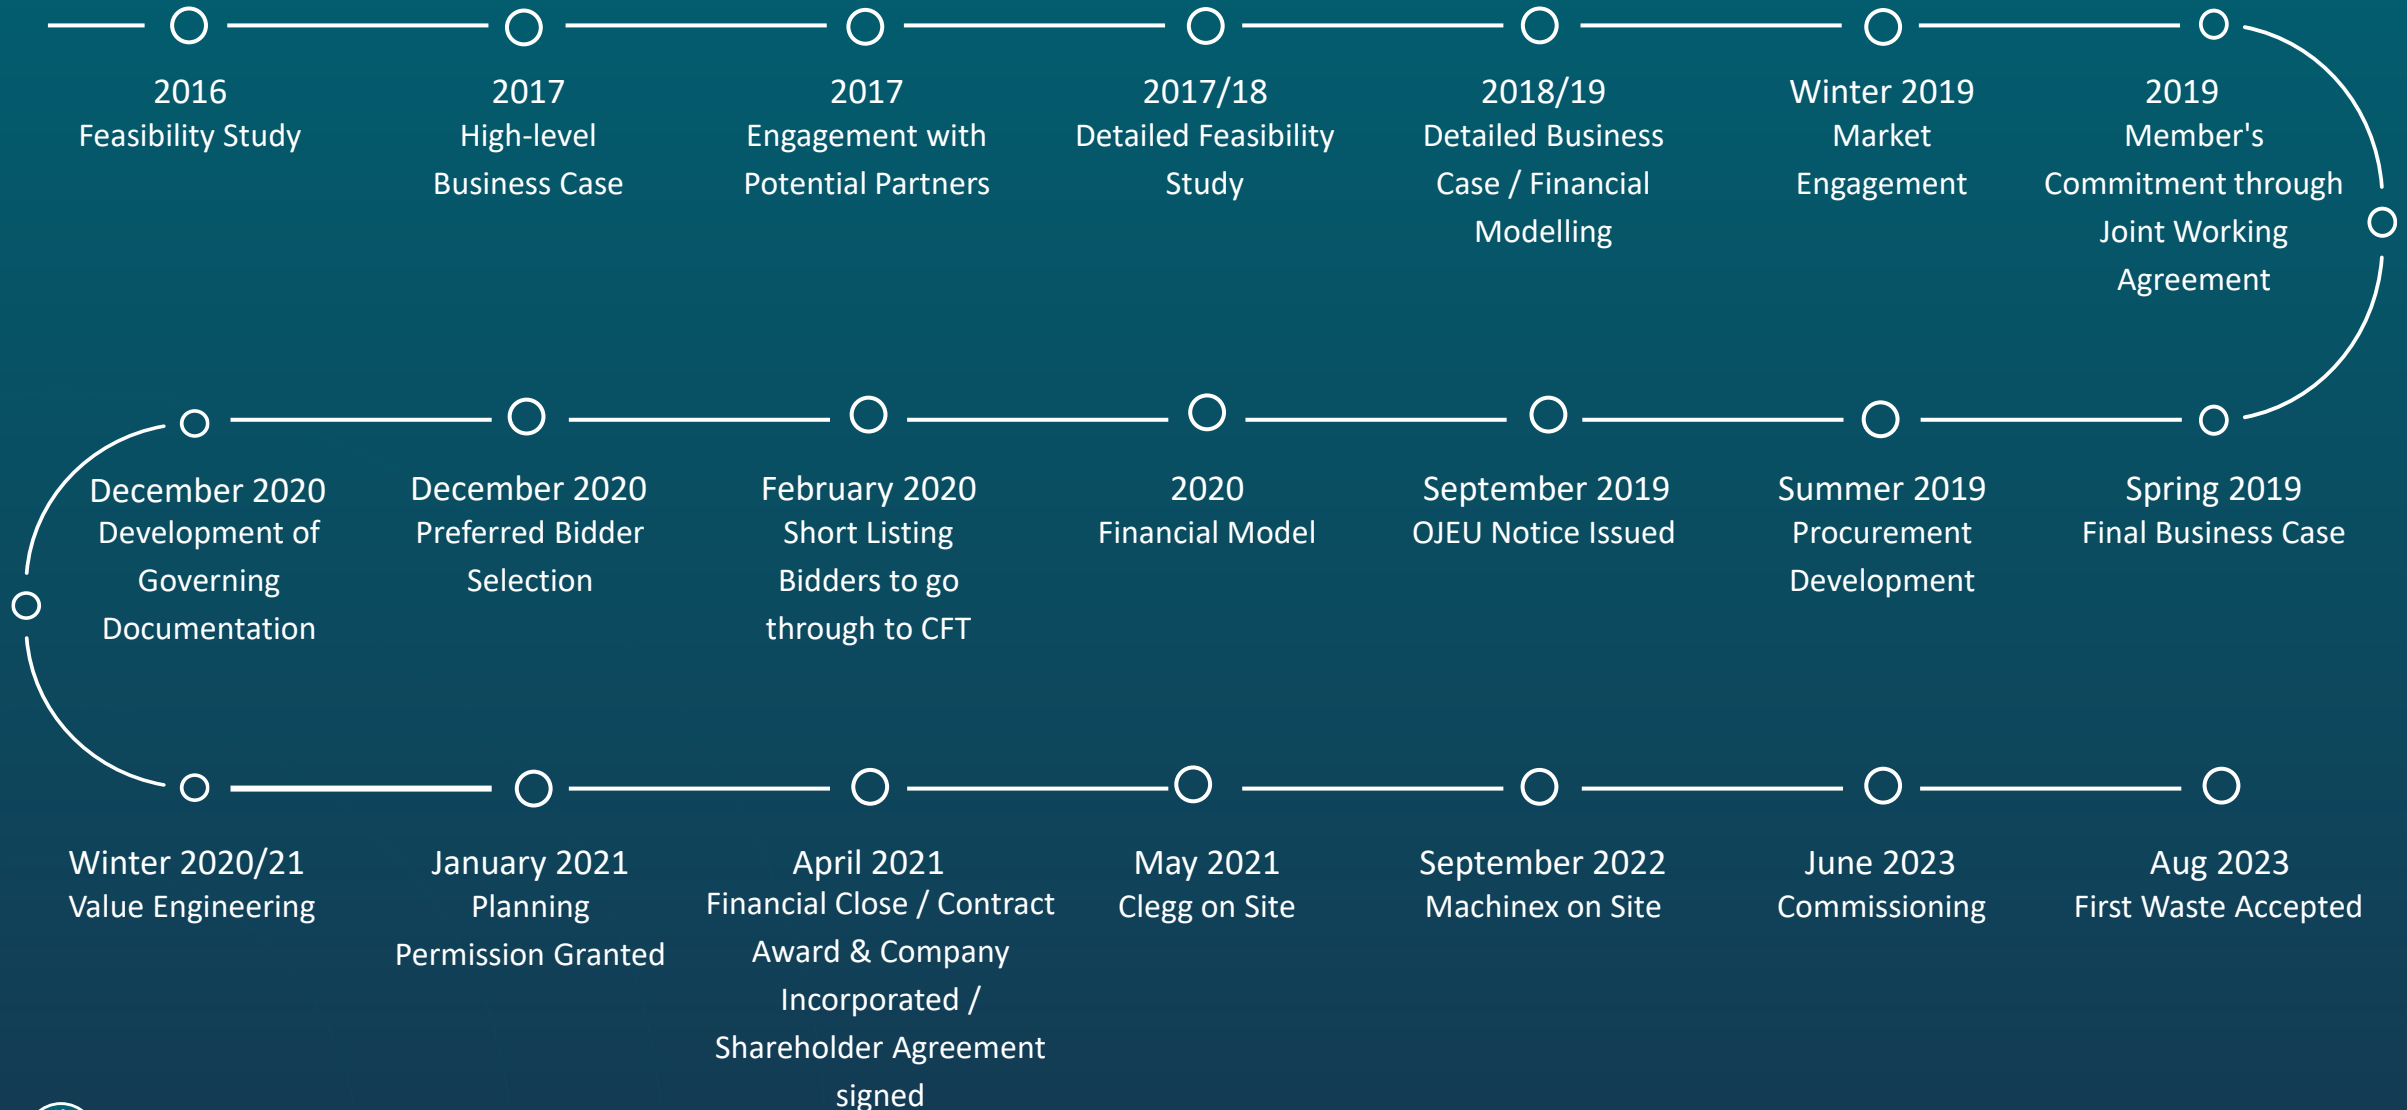 2016
Feasibility Study
2017
High-level
Business Case
2017
Engagement with
Potential Partners
2017/18
Detailed Feasibility
Study
2018/19
Detailed Business
Case / Financial
Modelling
Winter 2019
Market
Engagement
2019
Member's
Commitment through
Joint Working
Agreement
Spring 2019
Final Business Case
Summer 2019
Procurement
Development
September 2019
OJEU Notice Issued
2020
Financial Model
February 2020
Short Listing
Bidders to go
through to CFT
December 2020
Preferred Bidder
Selection
December 2020
Development of
Governing
Documentation
Winter 2020/21
Value Engineering
January 2021
Planning
Permission Granted
April 2021
Financial Close / Contract
Award & Company
Incorporated /
Shareholder Agreement
signed
May 2021
Clegg on Site
September 2022
Machinex on Site
June 2023
Commissioning
Aug 2023
First Waste Accepted